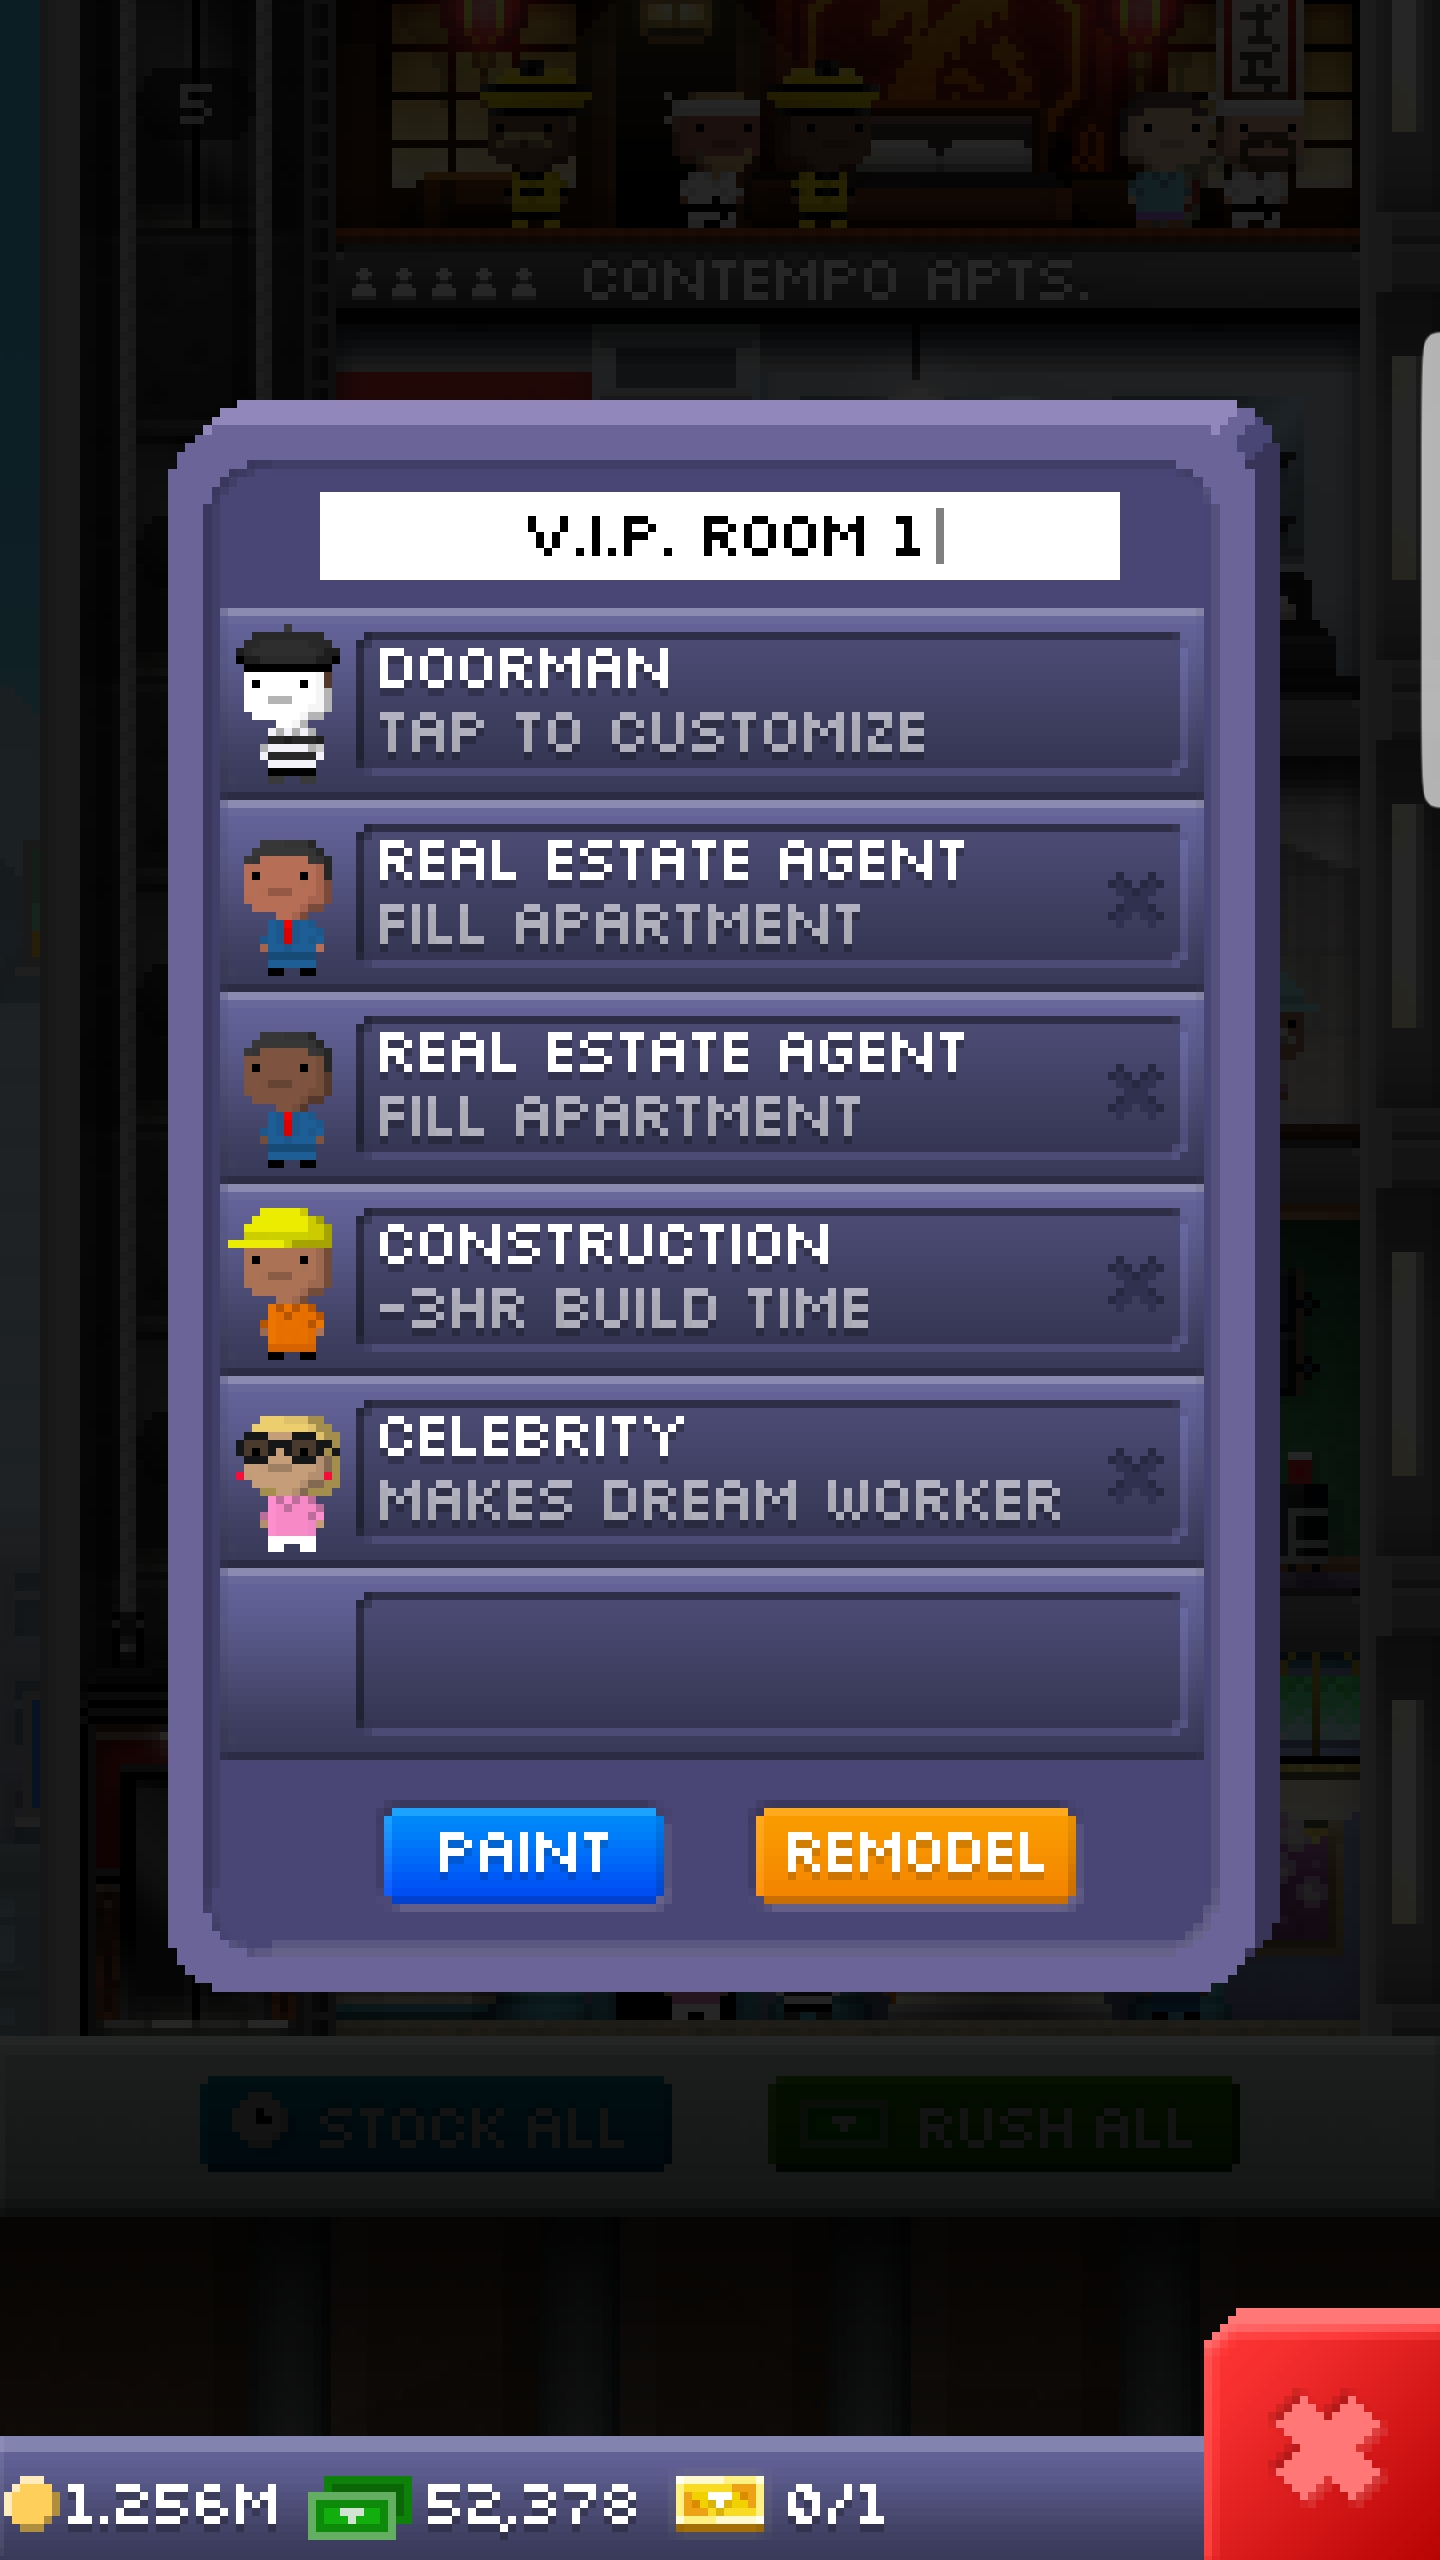 5
CONTEMPO APTS.
V.I.P. ROOM 1
DOORMAN
TAP TO CUSTOMIZE
REAL ESTATE AGENT
FILL APARTMENT
REAL ESTATE AGENT
FILL APARTMENT
CONSTRUCTION
-3HR BUILD TIME
CELEBRITY
MAKES DREAM WORKER
PAINT REMODEL
STOCK ALL RUSH ALL
1.256M 52,378 0/1